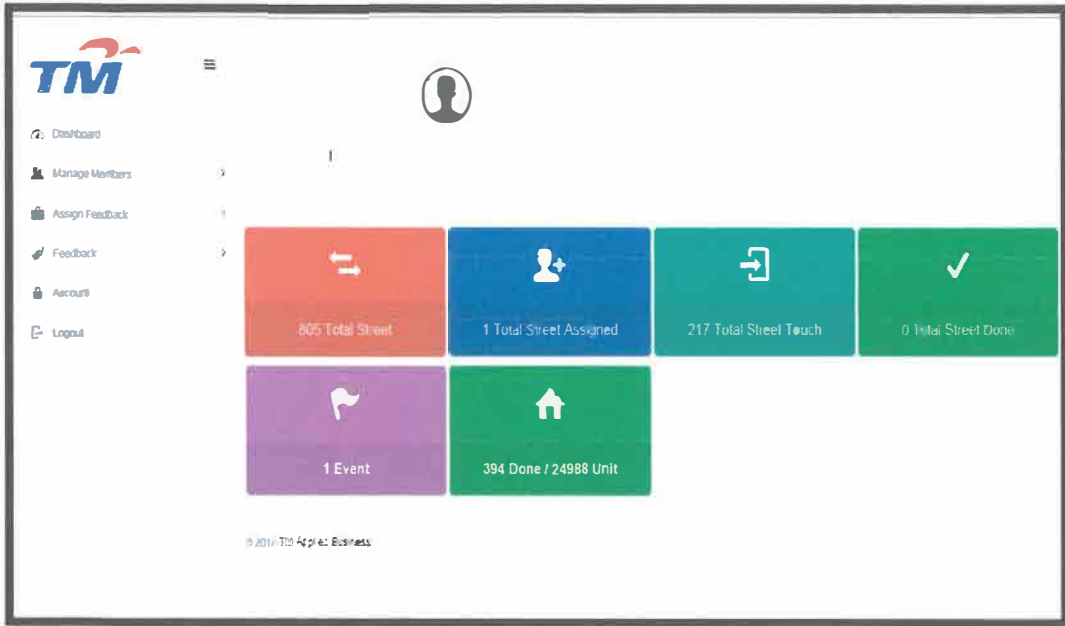 TM
Dashboard
Manage Members
Assign Feedback
Feedback
Account
Logout
805 Total Street
1 Total Street Assigned
217 Total Street Touch
0 Total Street Done
1 Event
394 Done / 24988 Unit
TM Business